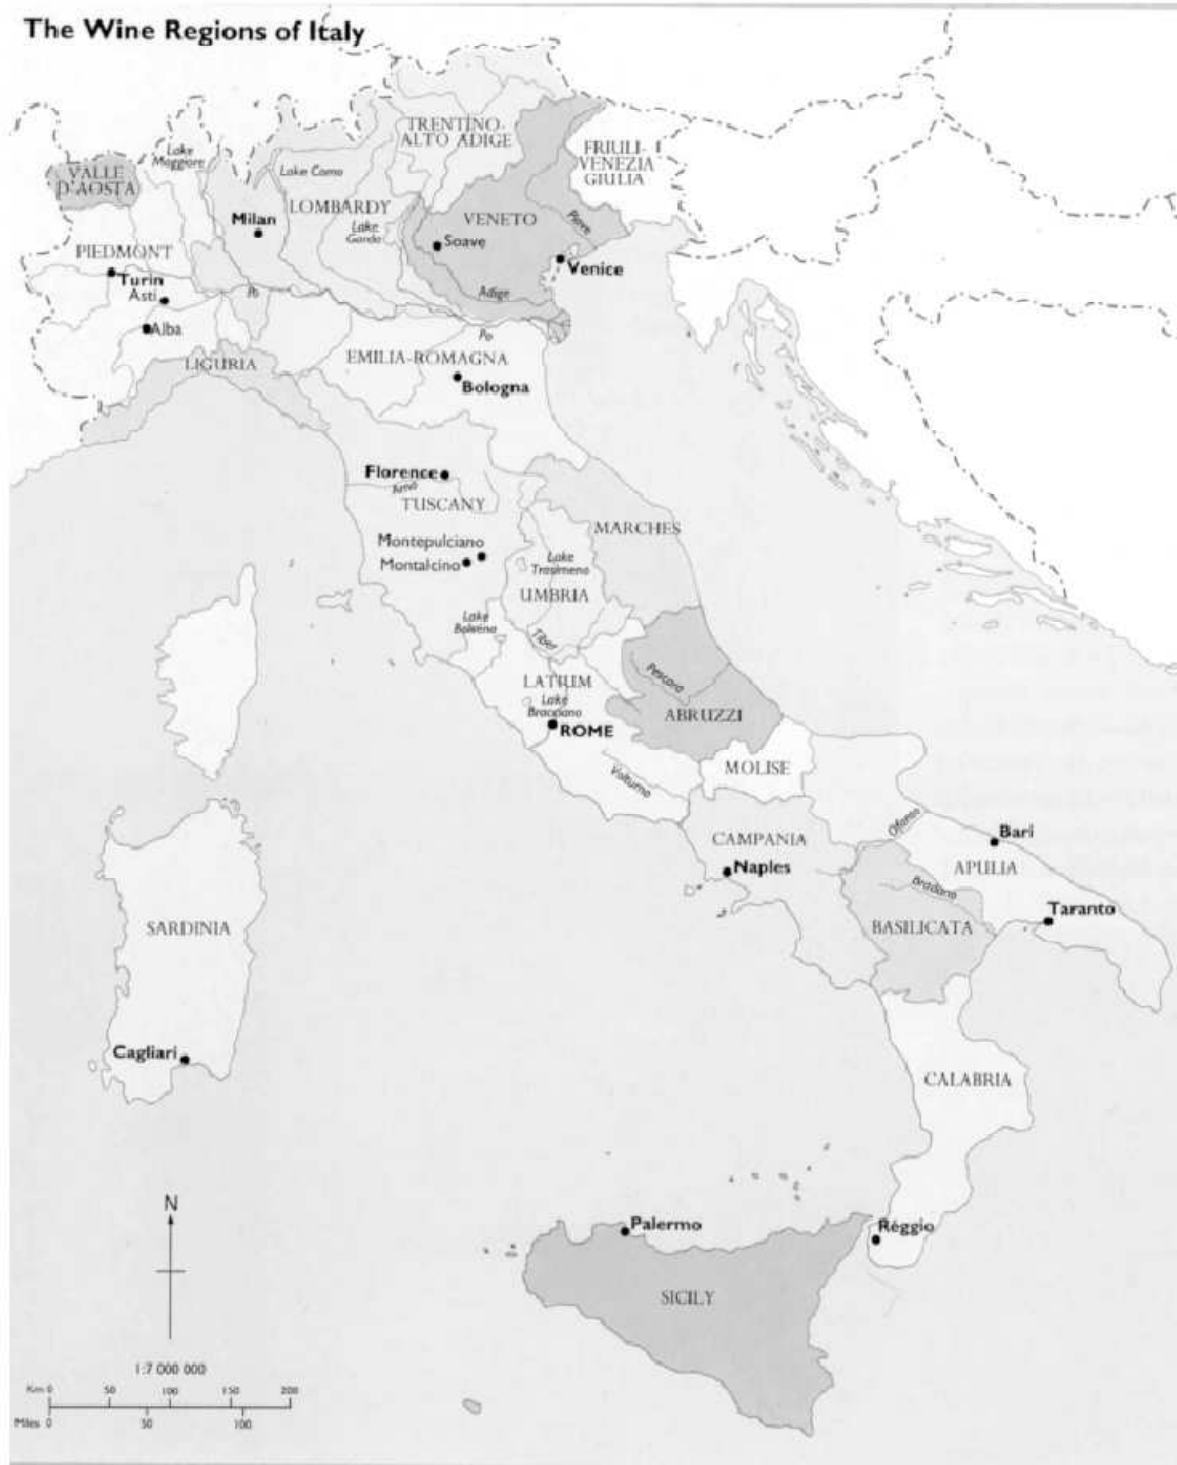 The Wine Regions of Italy
TRENTINO-
ALTO ADIGE
FRIULI-
VENEZIA
GIULIA
Lake
Maggiore
Lake Como
VALLE
D'AOSTA
LOMBARDY
Milan
Lake
Garda
VENETO
Piave
Soave
Venice
PIEDMONT
Turin
Asti
Po
Adige
Alba
Po
LIGURIA
EMILIA-ROMAGNA
Bologna
Florence
Arno
TUSCANY
MARCHES
Montepulciano
Montalcino
Lake
Trasimeno
UMBRIA
Lake
Bolsena
Tiber
LATIUM
Lake
Bracciano
ROME
Pescara
ABRUZZI
MOLISE
Volturno
CAMPANIA
Naples
Ofanto
Bari
APULIA
Bradano
Taranto
BASILICATA
SARDINIA
Cagliari
CALABRIA
N
Palermo
Réggio
SICILY
1:7 000 000
Km 0 50 100 150 200
Miles 0 50 100